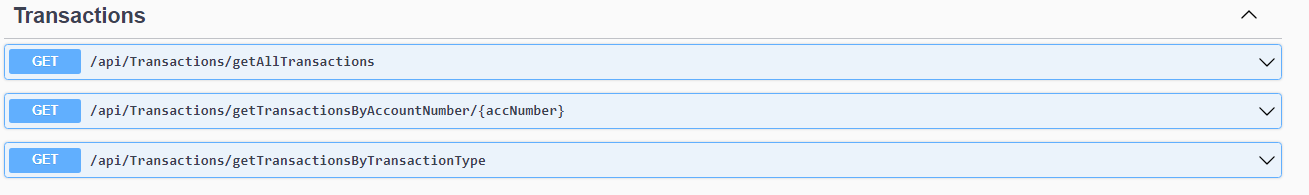 Transactions
GET /api/Transactions/getAllTransactions
GET /api/Transactions/getTransactionsByAccountNumber/{accNumber}
GET /api/Transactions/getTransactionsByTransactionType